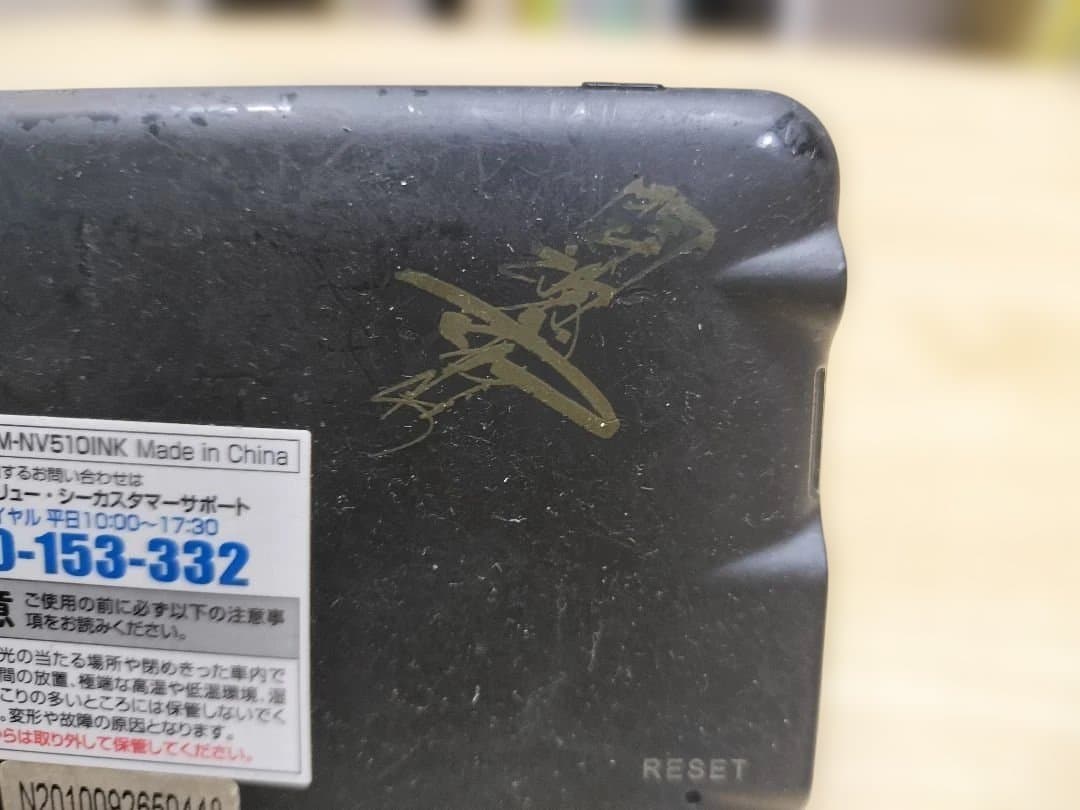 M-NV510INK Made in China
するお問い合わせは
リュー・シーカスタマーサポート
イヤル 平日10:00～17:30
0-153-332
意 ご使用の前に必ず以下の注意事
項をお読みください。
光の当たる場所や閉めきった車内で
間の放置、極端な高温や低温環境、湿
こりの多いところには保管しないでく
。変形や故障の原因となります。
らは取り外して保管してください。
RESET